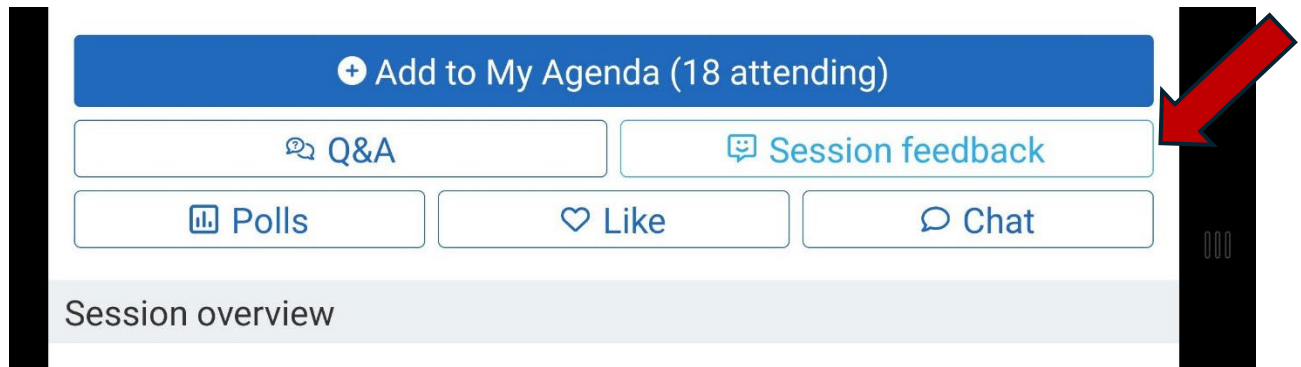 Add to My Agenda (18 attending)
Q&A
Session feedback
Polls
Like
Chat
Session overview